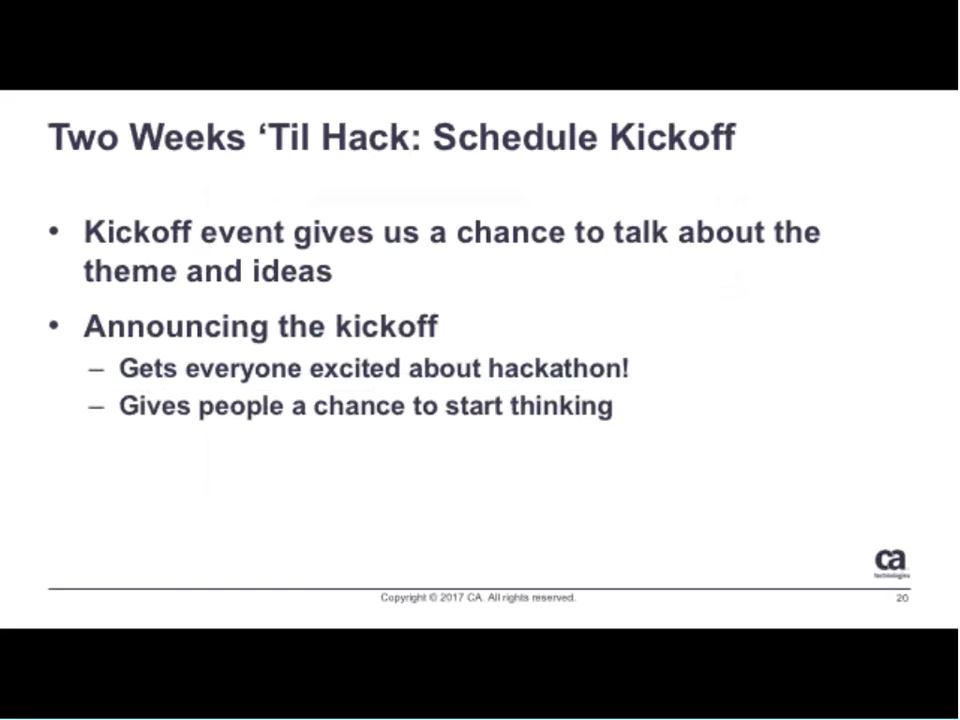 Two Weeks ‘Til Hack: Schedule Kickoff
• Kickoff event gives us a chance to talk about the
theme and ideas
• Announcing the kickoff
– Gets everyone excited about hackathon!
– Gives people a chance to start thinking
ca
technologies
Copyright © 2017 CA. All rights reserved.
20